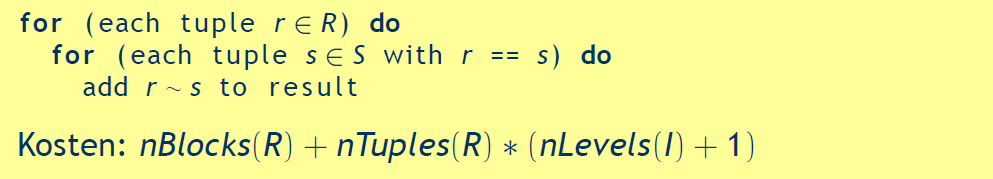 for (each tuple r ∈ R) do
for (each tuple s ∈ S with r == s) do
add r ~ s to result
Kosten: nBlocks(R) + nTuples(R) * (nLevels(I) + 1)